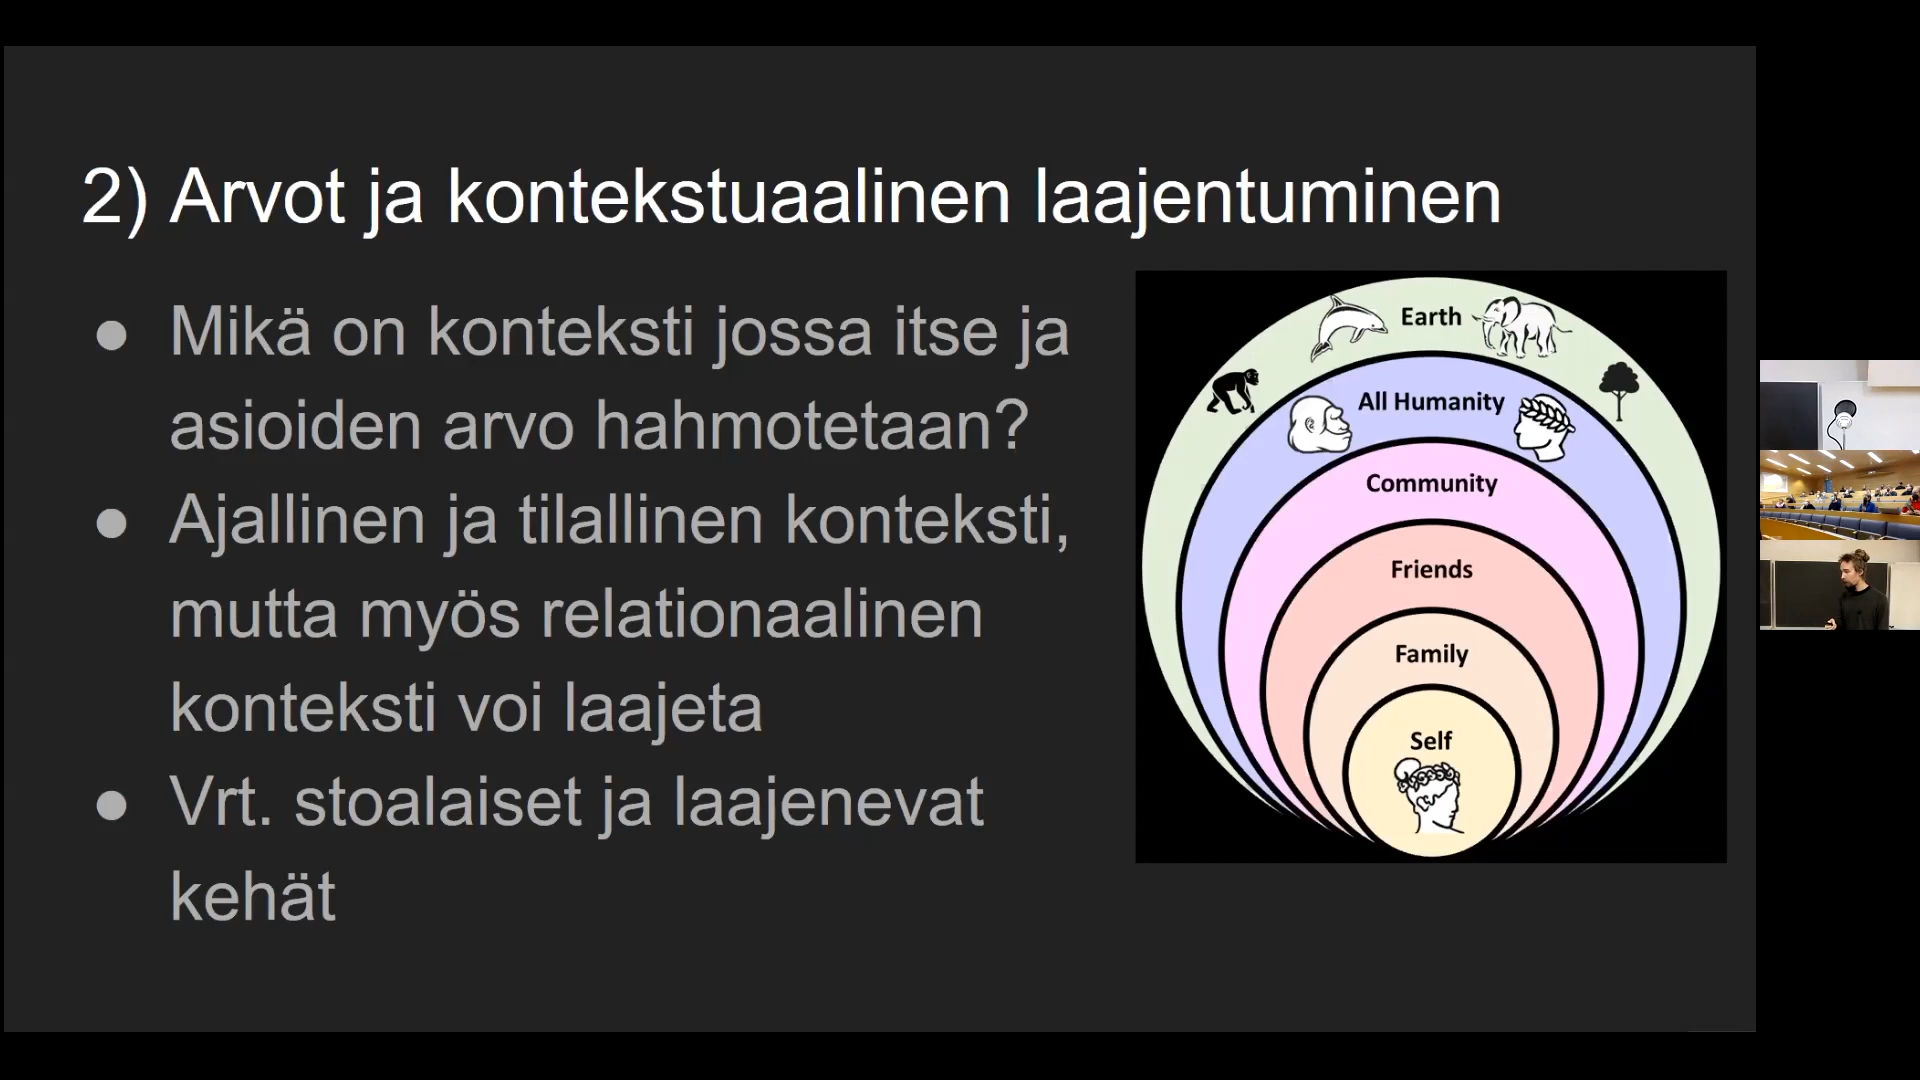 2) Arvot ja kontekstuaalinen laajentuminen
● Mikä on konteksti jossa itse ja
asioiden arvo hahmotetaan?
● Ajallinen ja tilallinen konteksti,
mutta myös relationaalinen
konteksti voi laajeta
● Vrt. stoalaiset ja laajenevat
kehät
Earth
All Humanity
Community
Friends
Family
Self